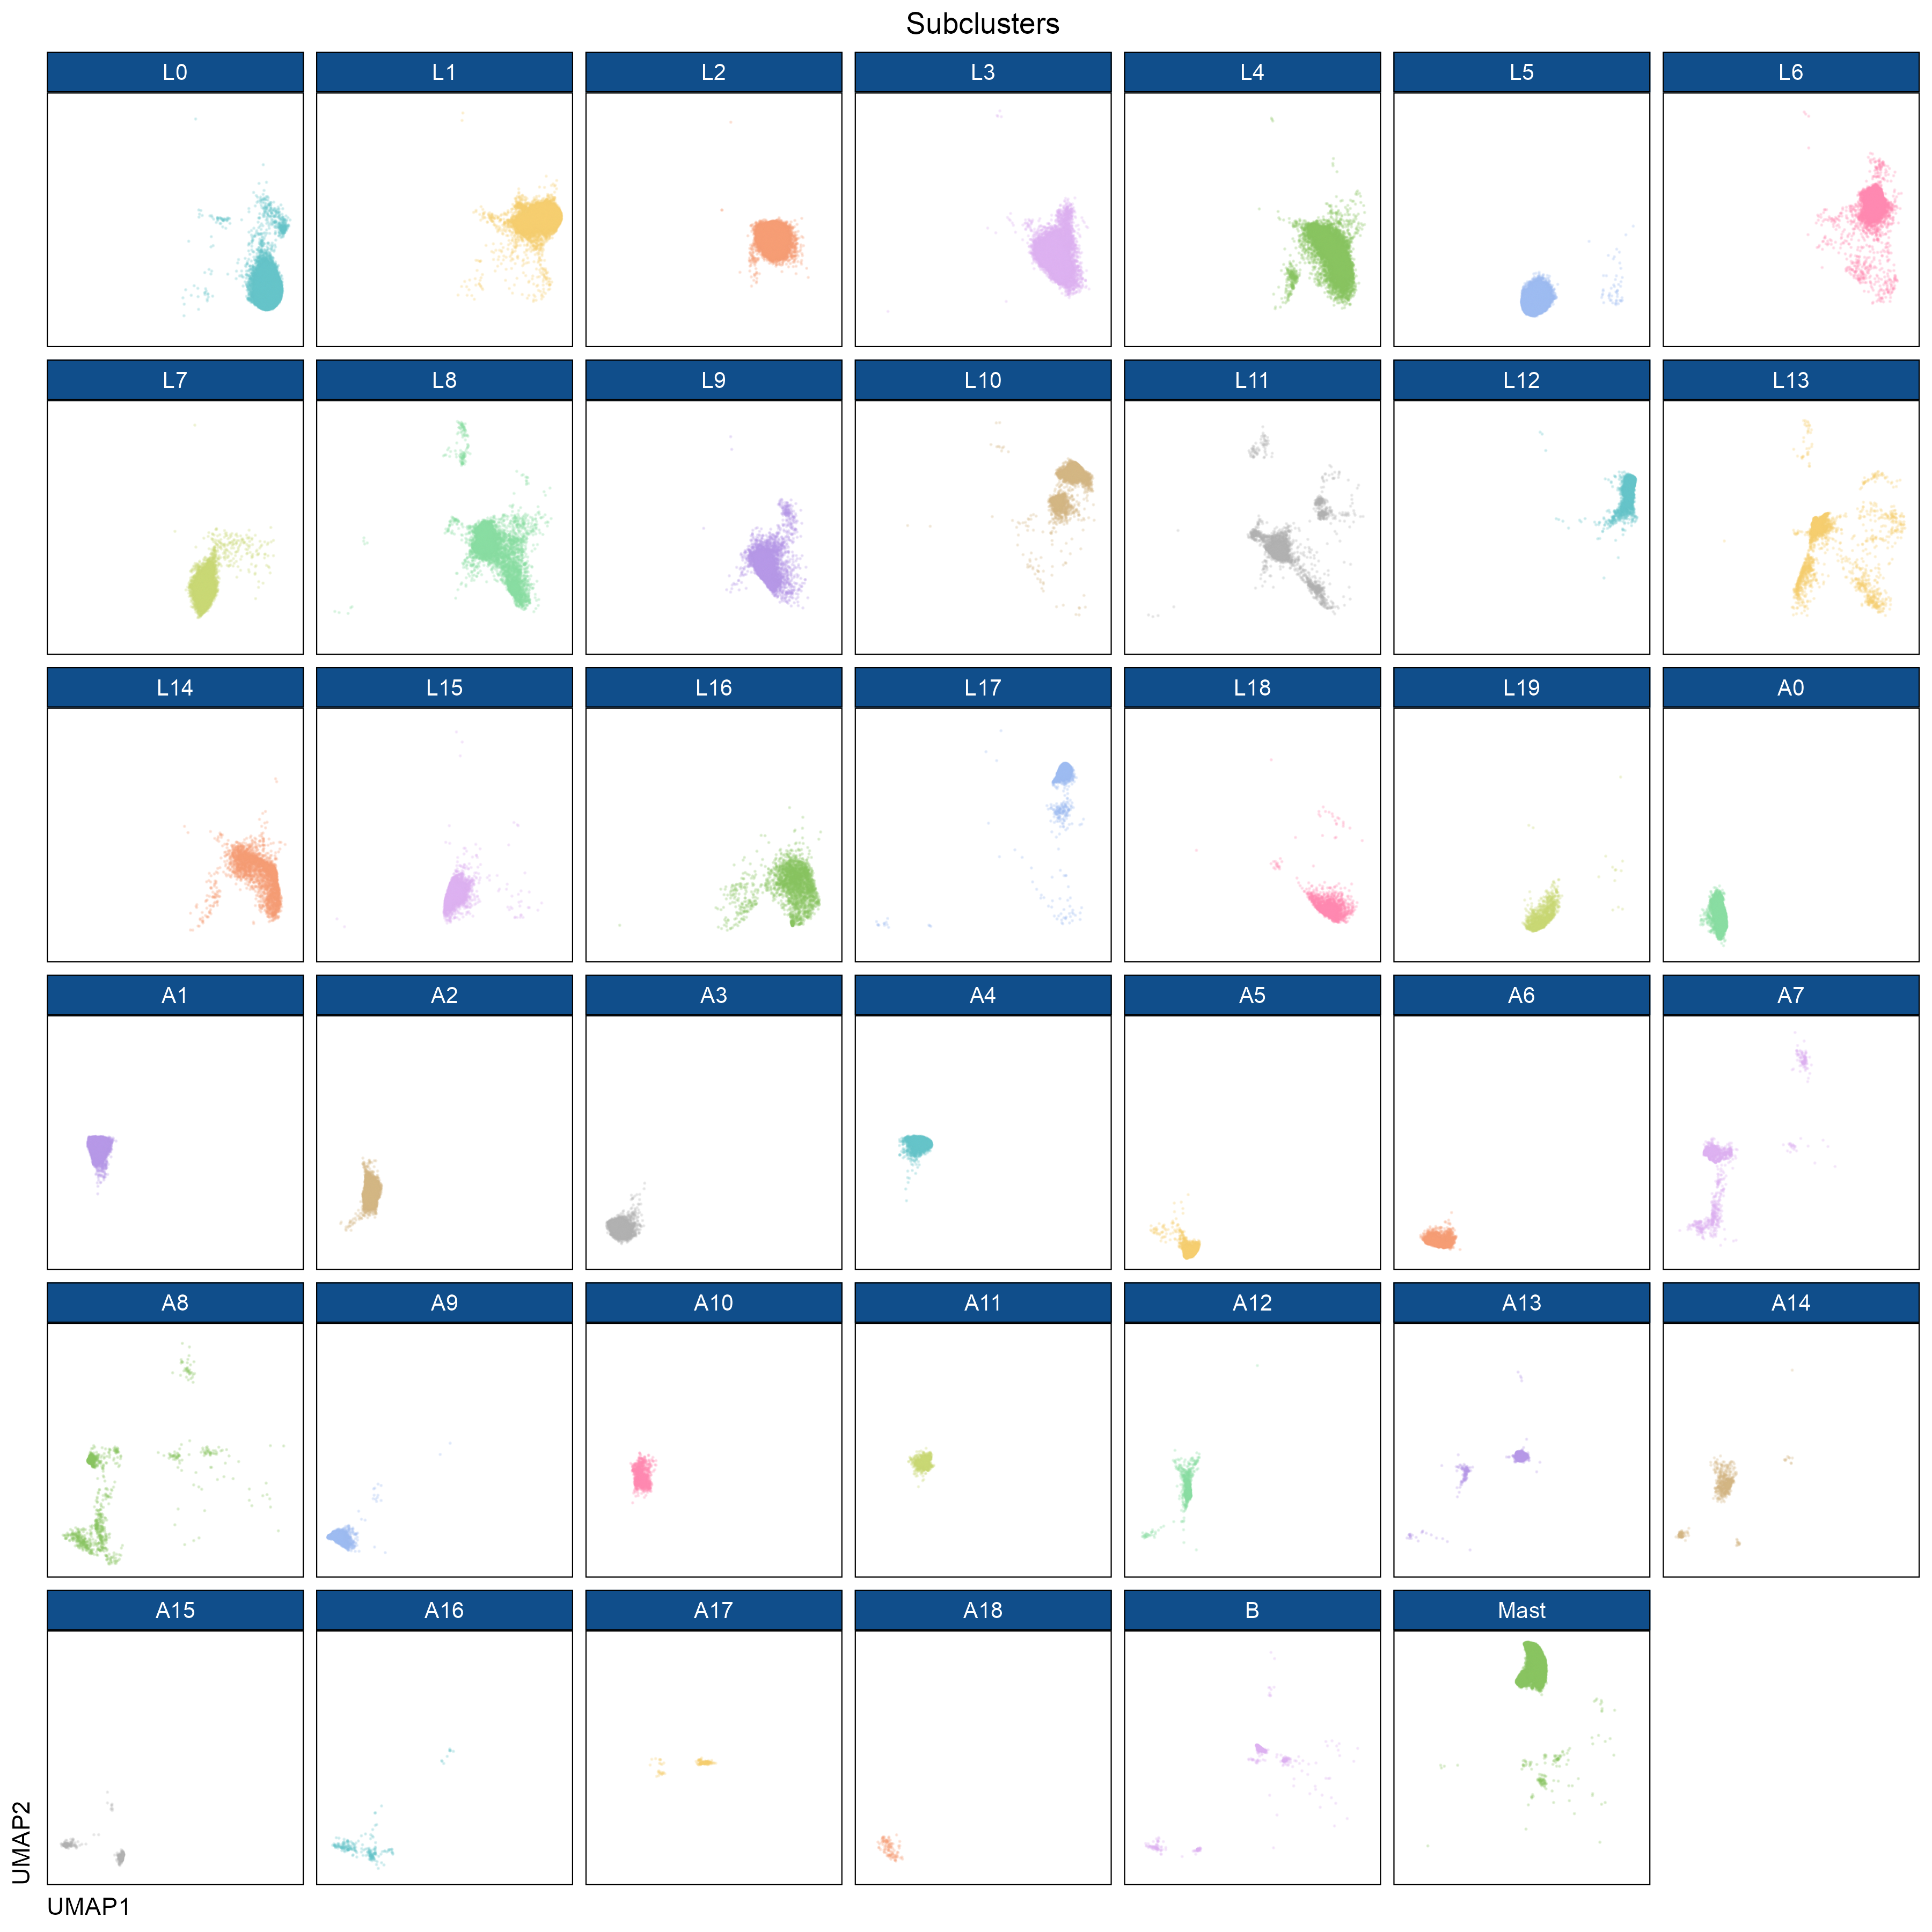 Subclusters
L0 L1 L2 L3 L4 L5 L6
L7 L8 L9 L10 L11 L12 L13
L14 L15 L16 L17 L18 L19 A0
A1 A2 A3 A4 A5 A6 A7
A8 A9 A10 A11 A12 A13 A14
A15 A16 A17 A18 B Mast
UMAP2
UMAP1